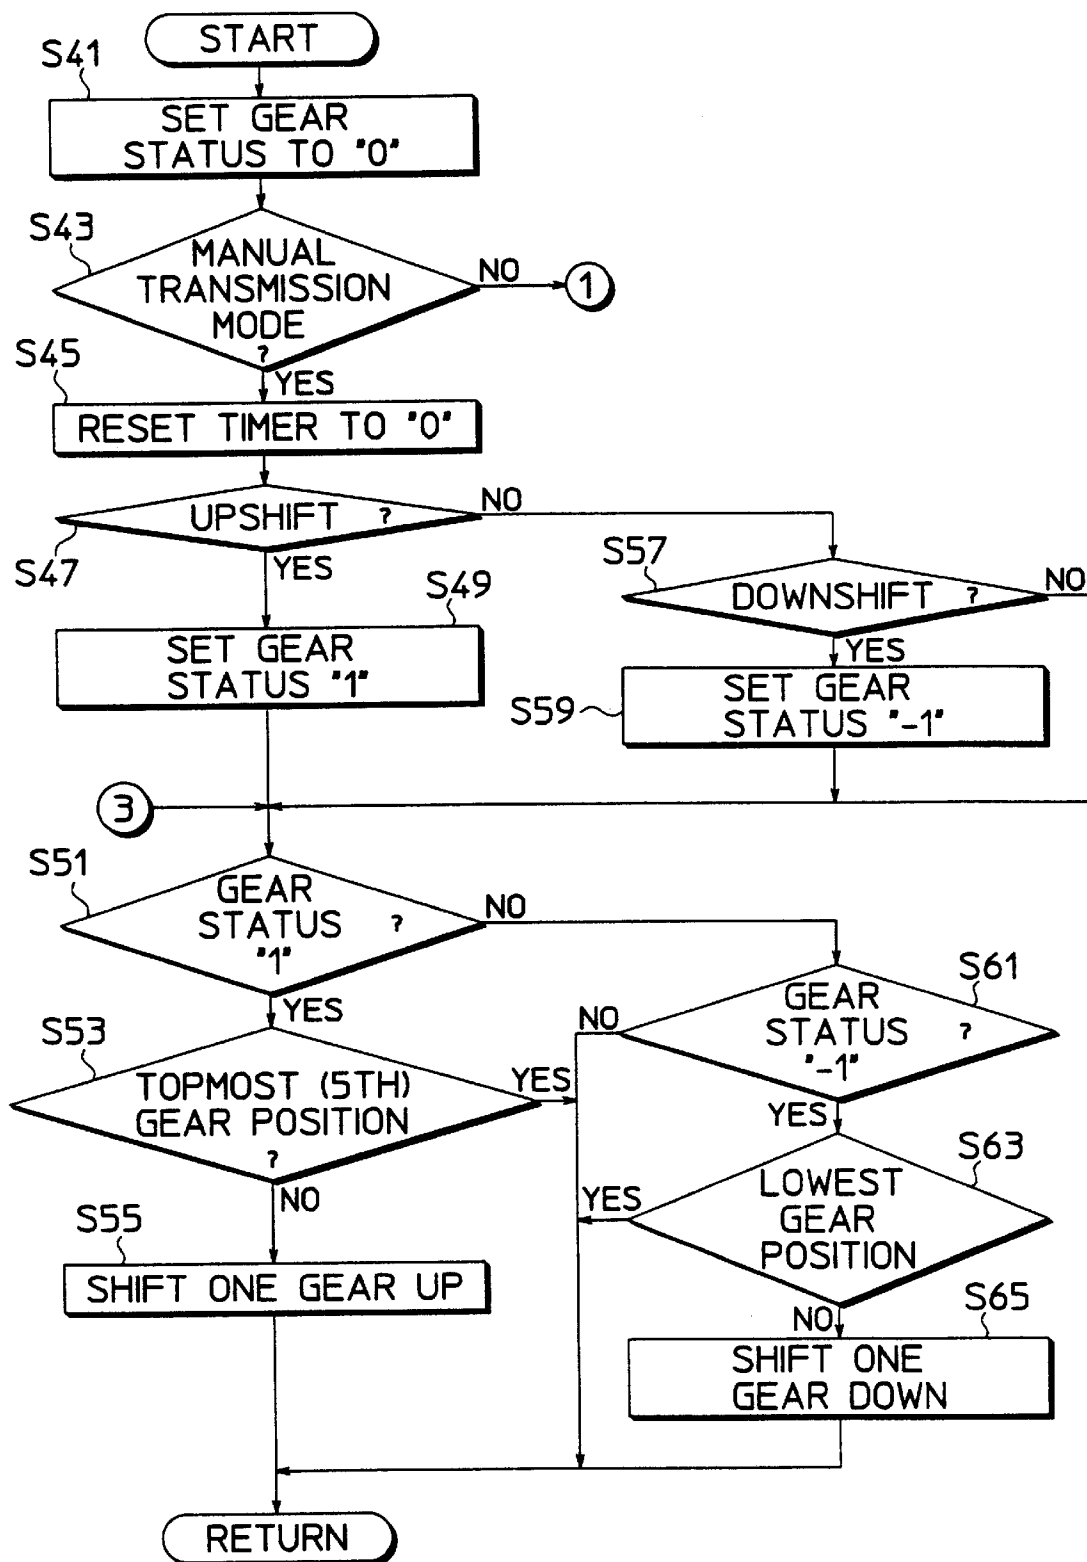 START
S41
SET GEAR
STATUS TO "0"
S43
MANUAL
TRANSMISSION
MODE
?
NO
1
YES
S45
RESET TIMER TO "0"
UPSHIFT ?
NO
S47
YES
S57
DOWNSHIFT ?
NO
YES
S49
SET GEAR
STATUS "1"
S59
SET GEAR
STATUS "-1"
3
S51
GEAR
STATUS ?
"1"
NO
YES
S61
GEAR
STATUS ?
"-1"
NO
YES
S53
TOPMOST (5TH)
GEAR POSITION
?
YES
NO
S63
LOWEST
GEAR
POSITION
YES
NO
S55
SHIFT ONE GEAR UP
S65
SHIFT ONE
GEAR DOWN
RETURN